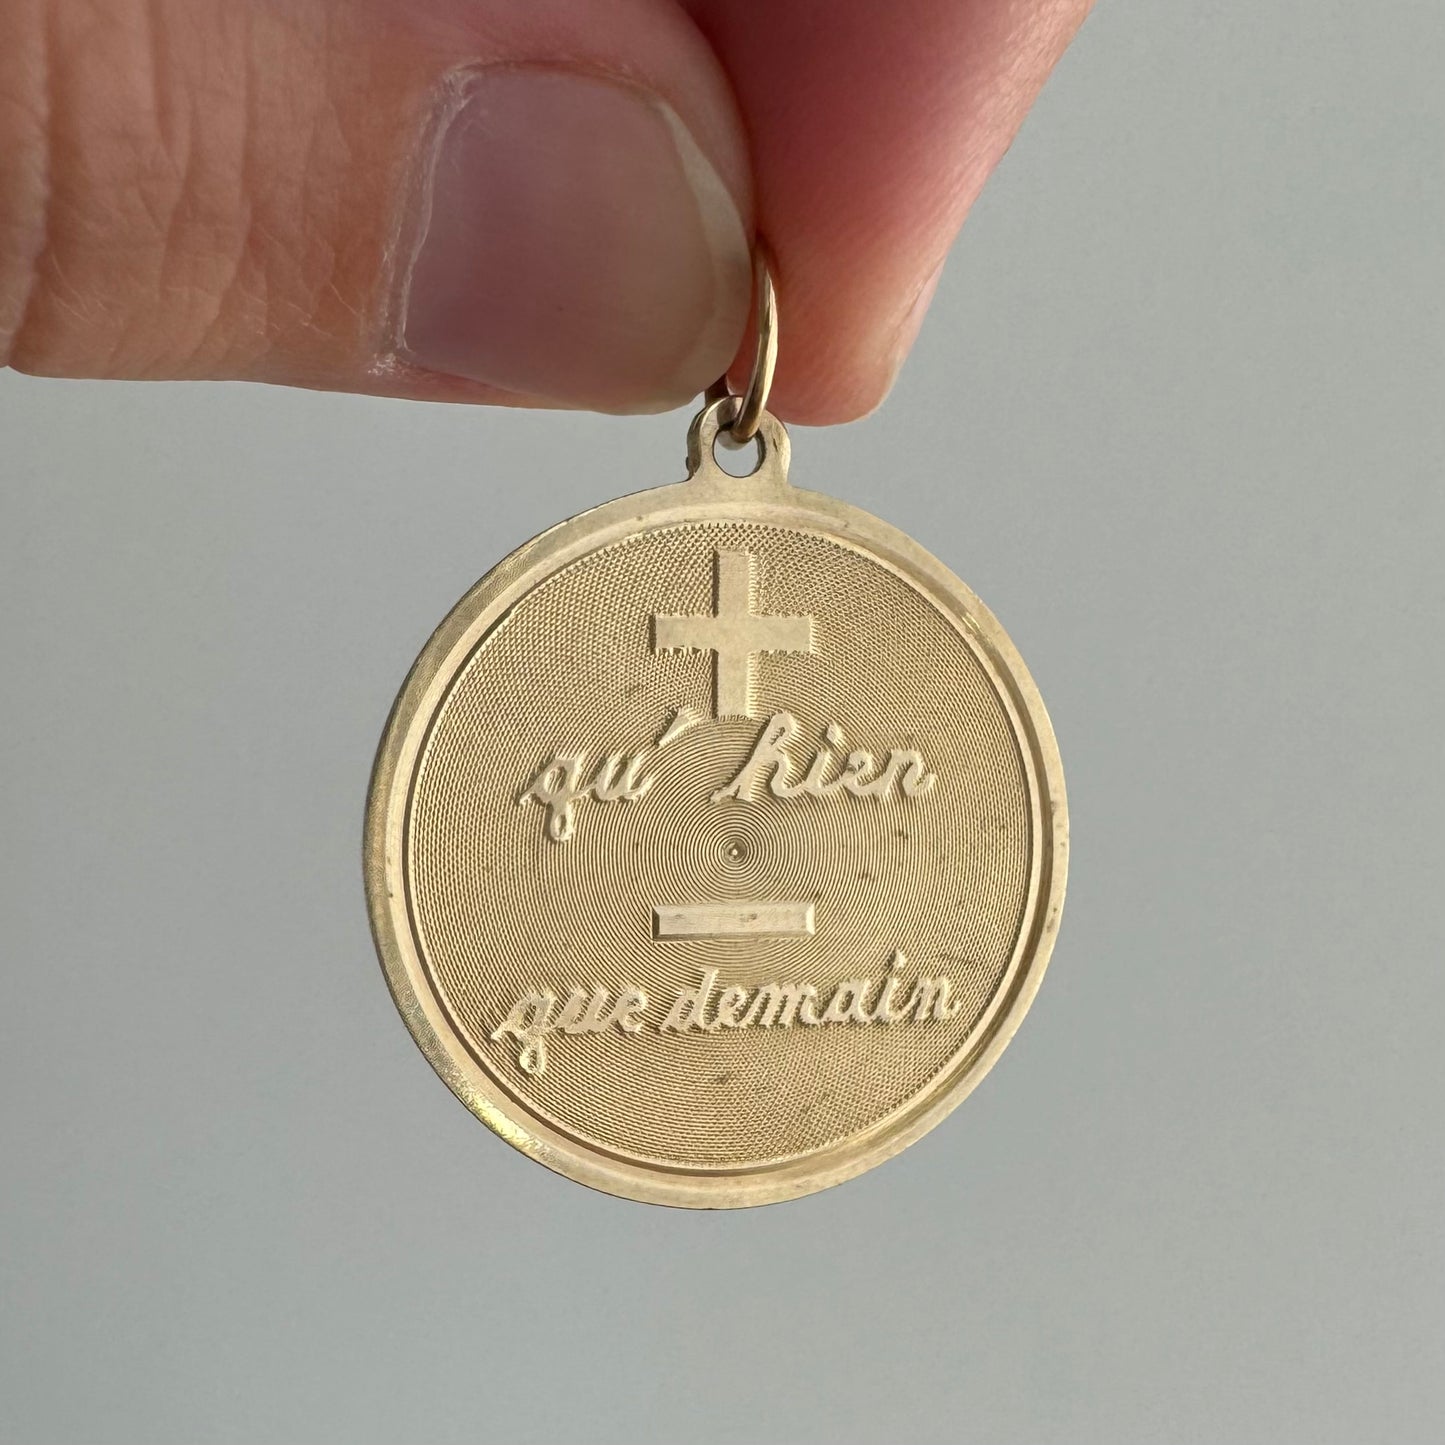 +
qu' hier
−
que demain